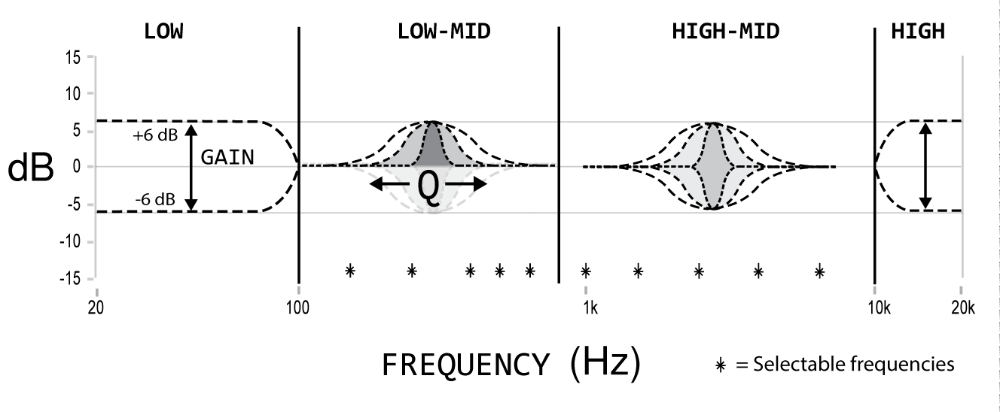 LOW LOW-MID HIGH-MID HIGH
15
10
5
+6 dB
GAIN
dB
0
Q
-6 dB
-5
-10
-15
20 100 1k 10k 20k
FREQUENCY (Hz)
* = Selectable frequencies